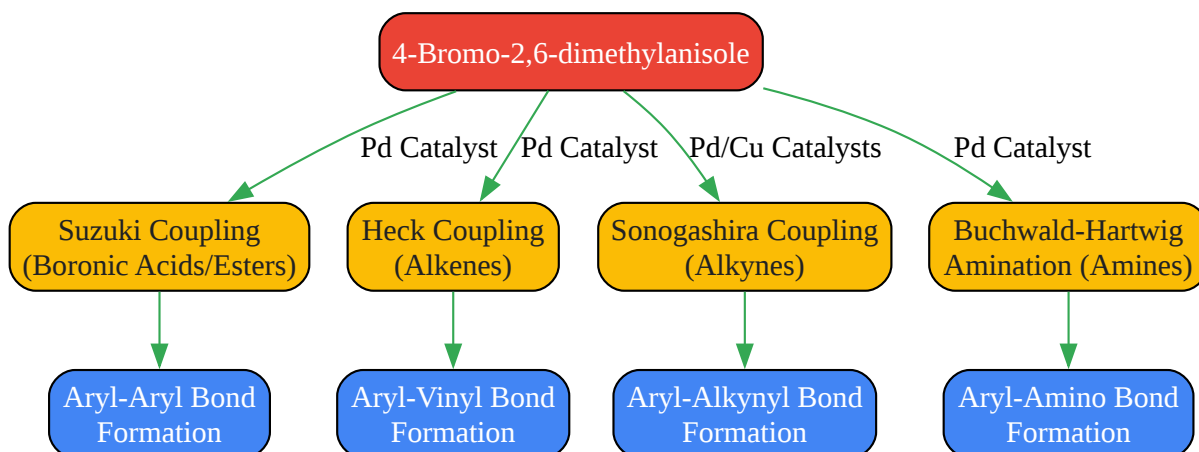 4-Bromo-2,6-dimethylanisole
Pd Catalyst
Pd Catalyst
Pd/Cu Catalysts
Pd Catalyst
Suzuki Coupling
(Boronic Acids/Esters)
Heck Coupling
(Alkenes)
Sonogashira Coupling
(Alkynes)
Buchwald-Hartwig
Amination (Amines)
Aryl-Aryl Bond
Formation
Aryl-Vinyl Bond
Formation
Aryl-Alkynyl Bond
Formation
Aryl-Amino Bond
Formation